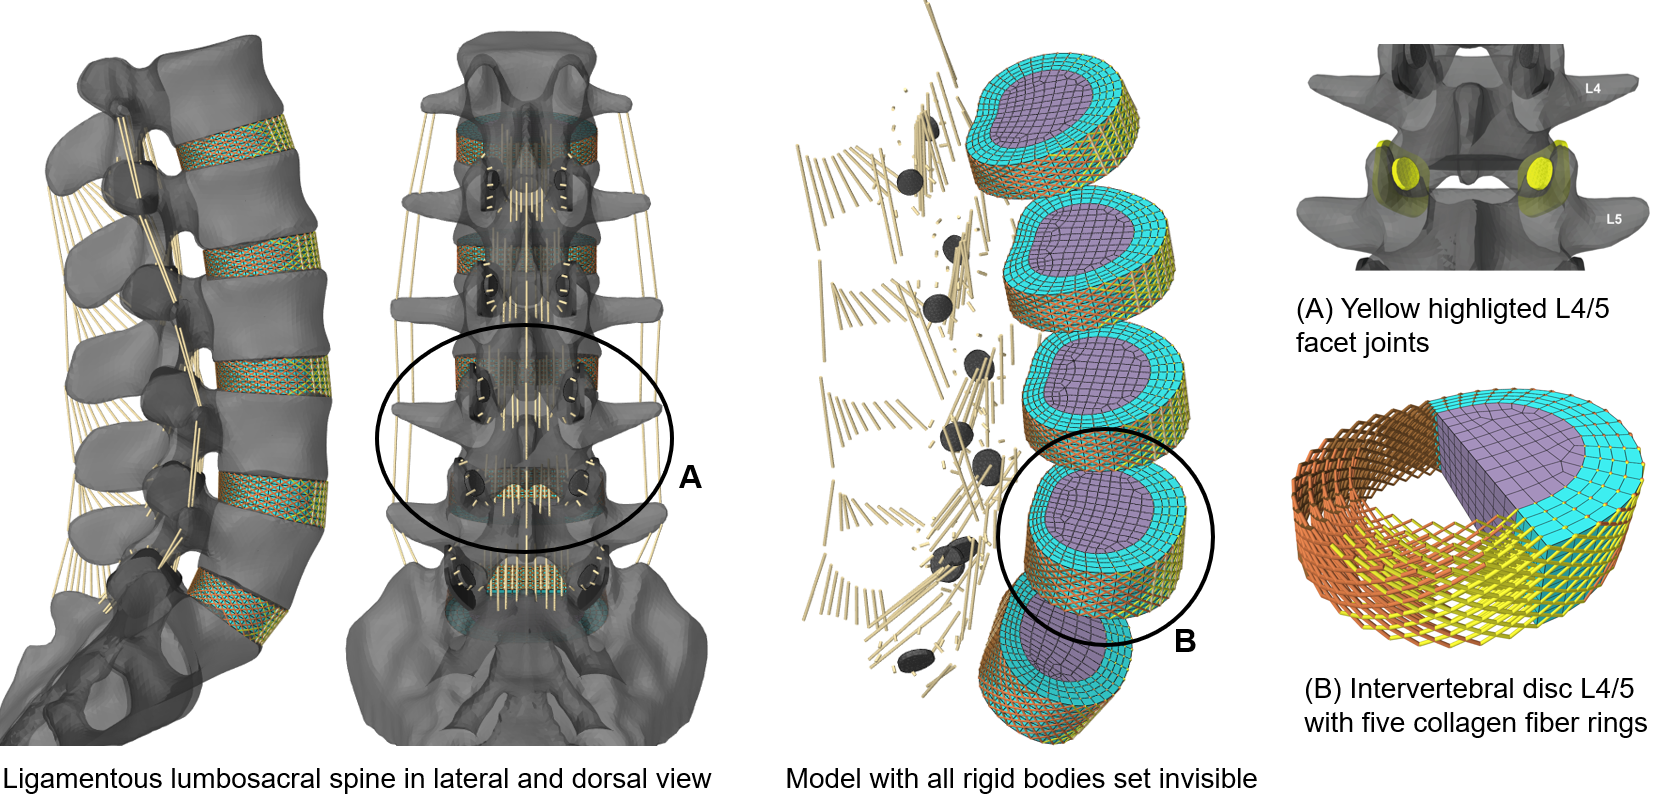 L4
L5
(A) Yellow highligted L4/5
facet joints
A
B
(B) Intervertebral disc L4/5
with five collagen fiber rings
Ligamentous lumbosacral spine in lateral and dorsal view
Model with all rigid bodies set invisible